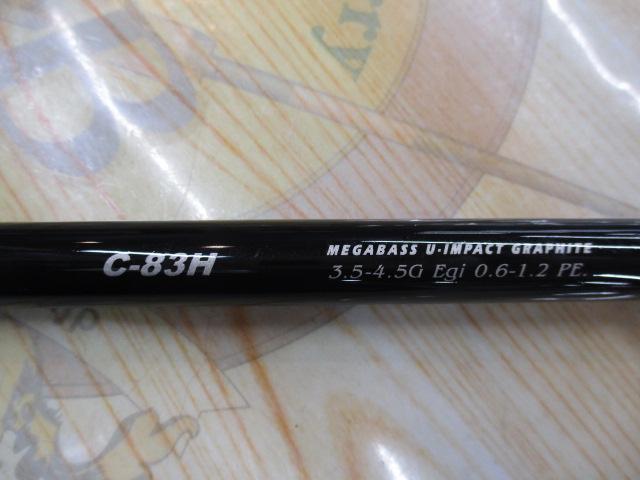 C-83H
MEGABASS U·IMPACT GRAPHITE
3.5-4.5G Egi 0.6-1.2 PE.